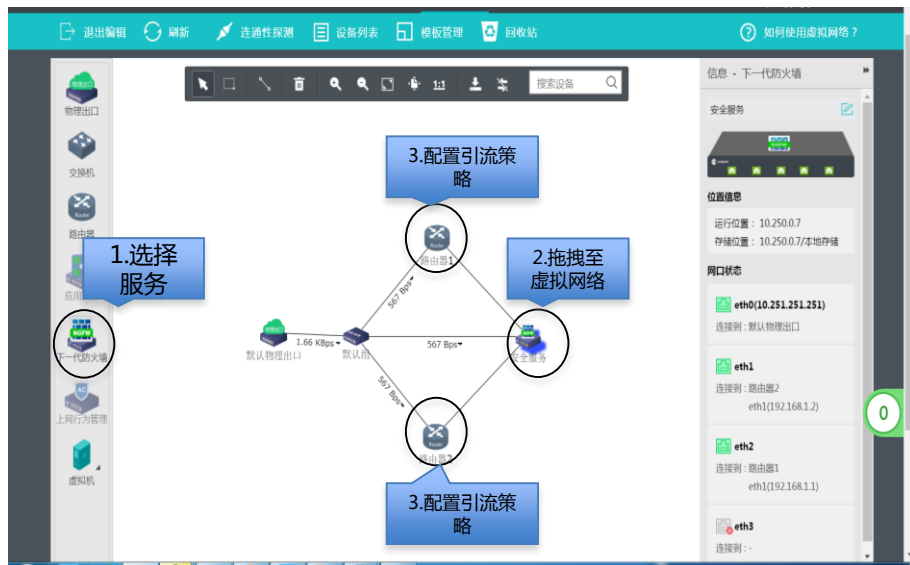 退出编辑
刷新
连通性探测
设备列表
模板管理
回收站
如何使用虚拟网络？
物理出口
交换机
Router
路由器
1.选择
服务
NGFW
下一代防火墙
AC
上网行为管理
虚拟机
1:1
搜索设备
3.配置引流策
略
Router
路由器1
2.拖拽至
虚拟网络
567 Bps
默认物理出口
1.66 KBps
默认组
567 Bps
NGFW
安全服务
567 Bps
Router
路由器2
3.配置引流策
略
信息 - 下一代防火墙
安全服务
位置信息
运行位置： 10.250.0.7
存储位置： 10.250.0.7/本地存储
网口状态
eth0(10.251.251.251)
连接到 : 默认物理出口
eth1
连接到 : 路由器2
eth1(192.168.1.2)
eth2
连接到 : 路由器1
eth1(192.168.1.1)
eth3
连接到 : -
0